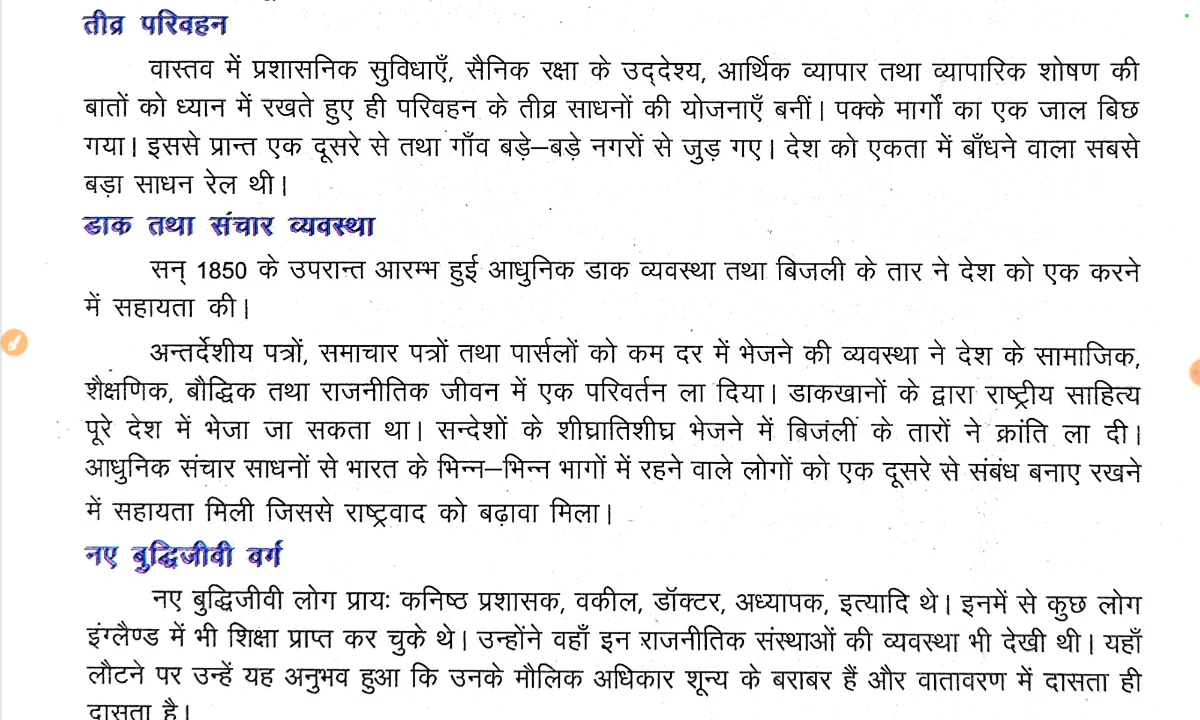 तीव्र परिवहन
वास्तव में प्रशासनिक सुविधाएँ, सैनिक रक्षा के उद्देश्य, आर्थिक व्यापार तथा व्यापारिक शोषण की
बातों को ध्यान में रखते हुए ही परिवहन के तीव्र साधनों की योजनाएँ बनीं। पक्के मार्गों का एक जाल बिछ
गया। इससे प्रान्त एक दूसरे से तथा गाँव बड़े–बड़े नगरों से जुड़ गए। देश को एकता में बाँधने वाला सबसे
बड़ा साधन रेल थी।
डाक तथा संचार व्यवस्था
सन् 1850 के उपरान्त आरम्भ हुई आधुनिक डाक व्यवस्था तथा बिजली के तार ने देश को एक करने
में सहायता की।
अन्तर्देशीय पत्रों, समाचार पत्रों तथा पार्सलों को कम दर में भेजने की व्यवस्था ने देश के सामाजिक,
शैक्षणिक, बौद्धिक तथा राजनीतिक जीवन में एक परिवर्तन ला दिया। डाकखानों के द्वारा राष्ट्रीय साहित्य
पूरे देश में भेजा जा सकता था। सन्देशों के शीघ्रातिशीघ्र भेजने में बिजली के तारों ने क्रांति ला दी।
आधुनिक संचार साधनों से भारत के भिन्न–भिन्न भागों में रहने वाले लोगों को एक दूसरे से संबंध बनाए रखने
में सहायता मिली जिससे राष्ट्रवाद को बढ़ावा मिला।
नए बुद्धिजीवी वर्ग
नए बुद्धिजीवी लोग प्रायः कनिष्ठ प्रशासक, वकील, डॉक्टर, अध्यापक, इत्यादि थे। इनमें से कुछ लोग
इंग्लैण्ड में भी शिक्षा प्राप्त कर चुके थे। उन्होंने वहाँ इन राजनीतिक संस्थाओं की व्यवस्था भी देखी थी। यहाँ
लौटने पर उन्हें यह अनुभव हुआ कि उनके मौलिक अधिकार शून्य के बराबर हैं और वातावरण में दासता ही
दासता है।